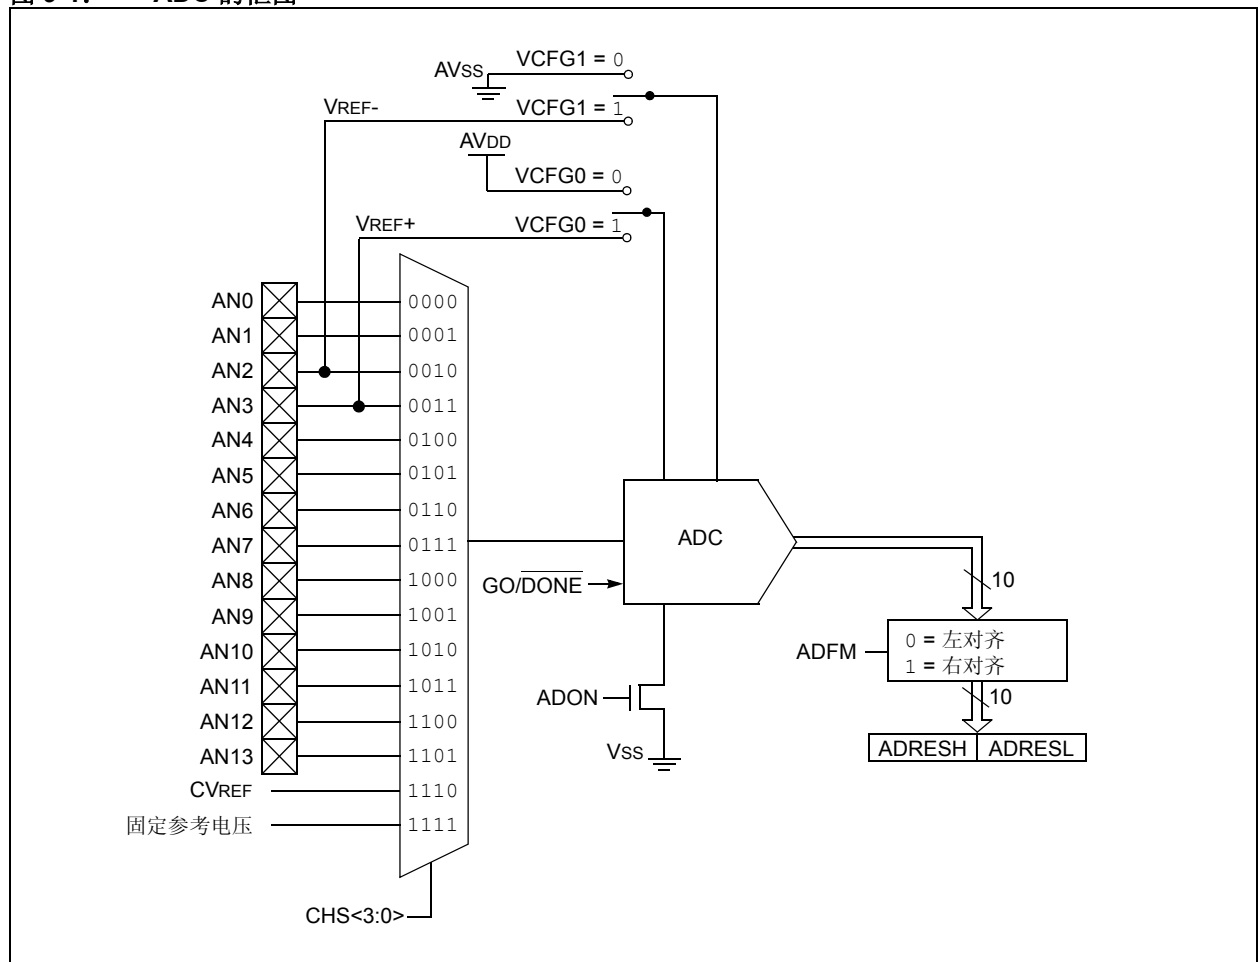 AVSS
VCFG1 = 0
VREF-
VCFG1 = 1
AVDD
VCFG0 = 0
VREF+
VCFG0 = 1
AN0 0000
AN1 0001
AN2 0010
AN3 0011
AN4 0100
AN5 0101
AN6 0110
AN7 0111
AN8 1000
AN9 1001
AN10 1010
AN11 1011
AN12 1100
AN13 1101
CVREF 1110
固定参考电压 1111
CHS<3:0>
ADC
GO/DONE
10
ADFM
0 = 左对齐
1 = 右对齐
10
ADON
VSS
ADRESH ADRESL